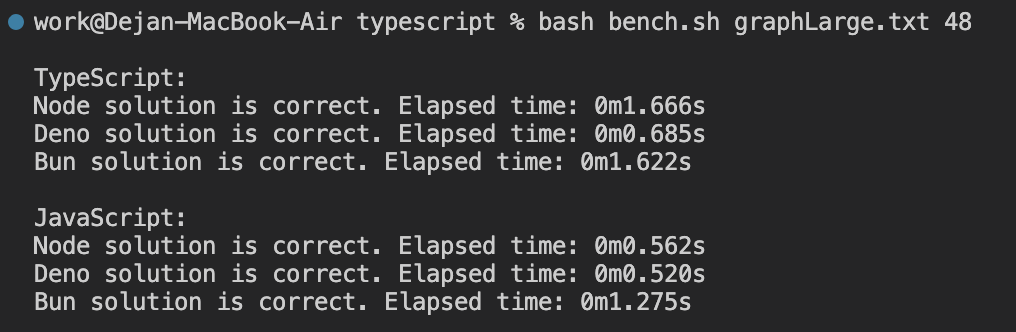 work@Dejan-MacBook-Air typescript % bash bench.sh graphLarge.txt 48
TypeScript:
Node solution is correct. Elapsed time: 0m1.666s
Deno solution is correct. Elapsed time: 0m0.685s
Bun solution is correct. Elapsed time: 0m1.622s
JavaScript:
Node solution is correct. Elapsed time: 0m0.562s
Deno solution is correct. Elapsed time: 0m0.520s
Bun solution is correct. Elapsed time: 0m1.275s